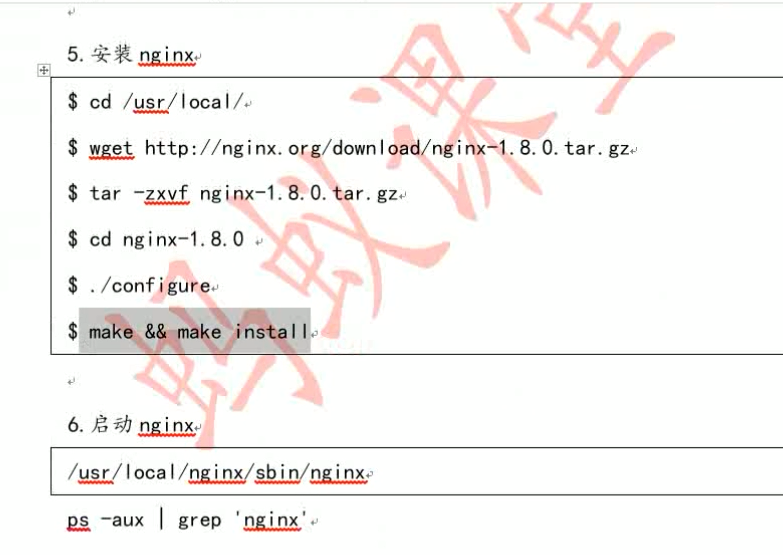 5.安装 nginx
$ cd /usr/local/
$ wget http://nginx.org/download/nginx-1.8.0.tar.gz
$ tar -zxvf nginx-1.8.0.tar.gz
$ cd nginx-1.8.0
$ ./configure
$ make && make install
6.启动 nginx
/usr/local/nginx/sbin/nginx
ps -aux | grep 'nginx'
蚂蚁课堂